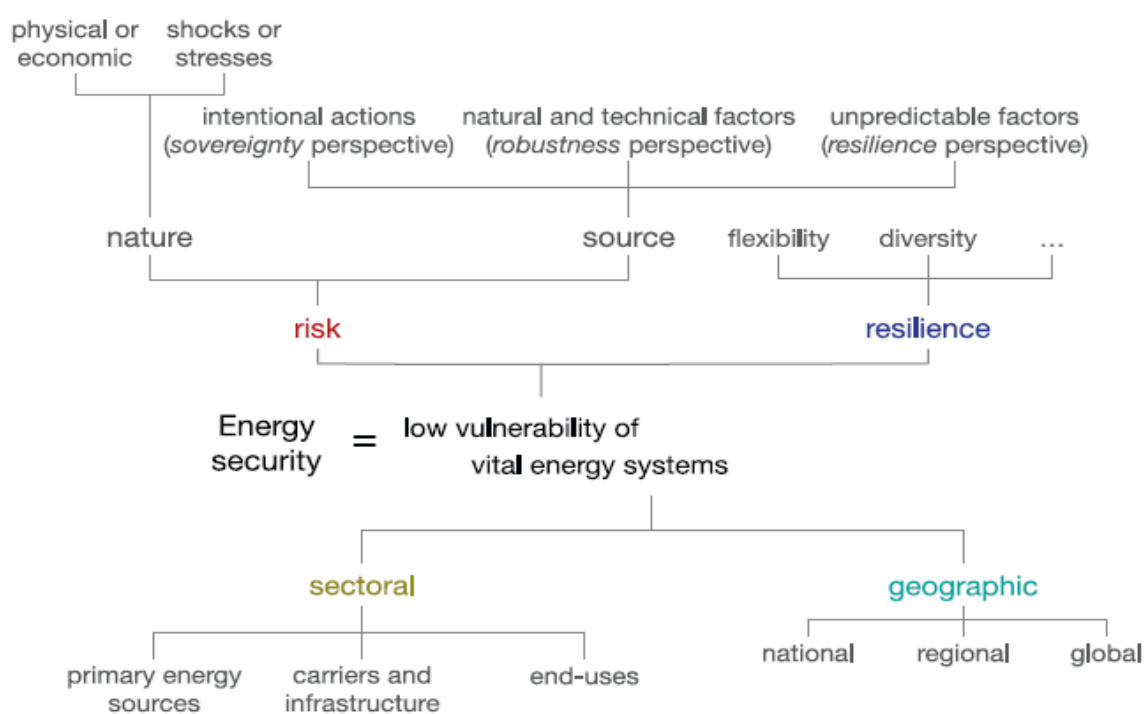 physical or
economic
shocks or
stresses
intentional actions
(sovereignty perspective)
natural and technical factors
(robustness perspective)
unpredictable factors
(resilience perspective)
nature
source
flexibility
diversity
...
risk
resilience
Energy
security
=
low vulnerability of
vital energy systems
sectoral
geographic
primary energy
sources
carriers and
infrastructure
end-uses
national
regional
global